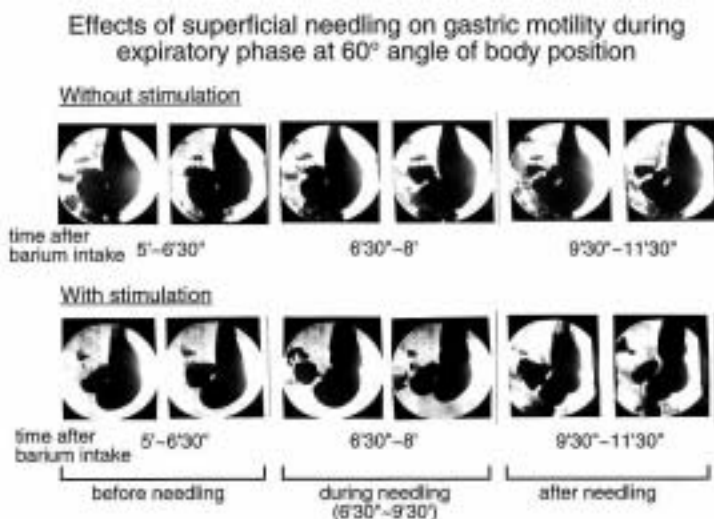 Effects of superficial needling on gastric motility during
expiratory phase at 60° angle of body position
Without stimulation
time after
barium intake 5'~6'30" 6'30"~8' 9'30"~11'30"
With stimulation
time after
barium intake 5'~6'30" 6'30"~8' 9'30"~11'30"
before needling during needling after needling
(6'30"~9'30')